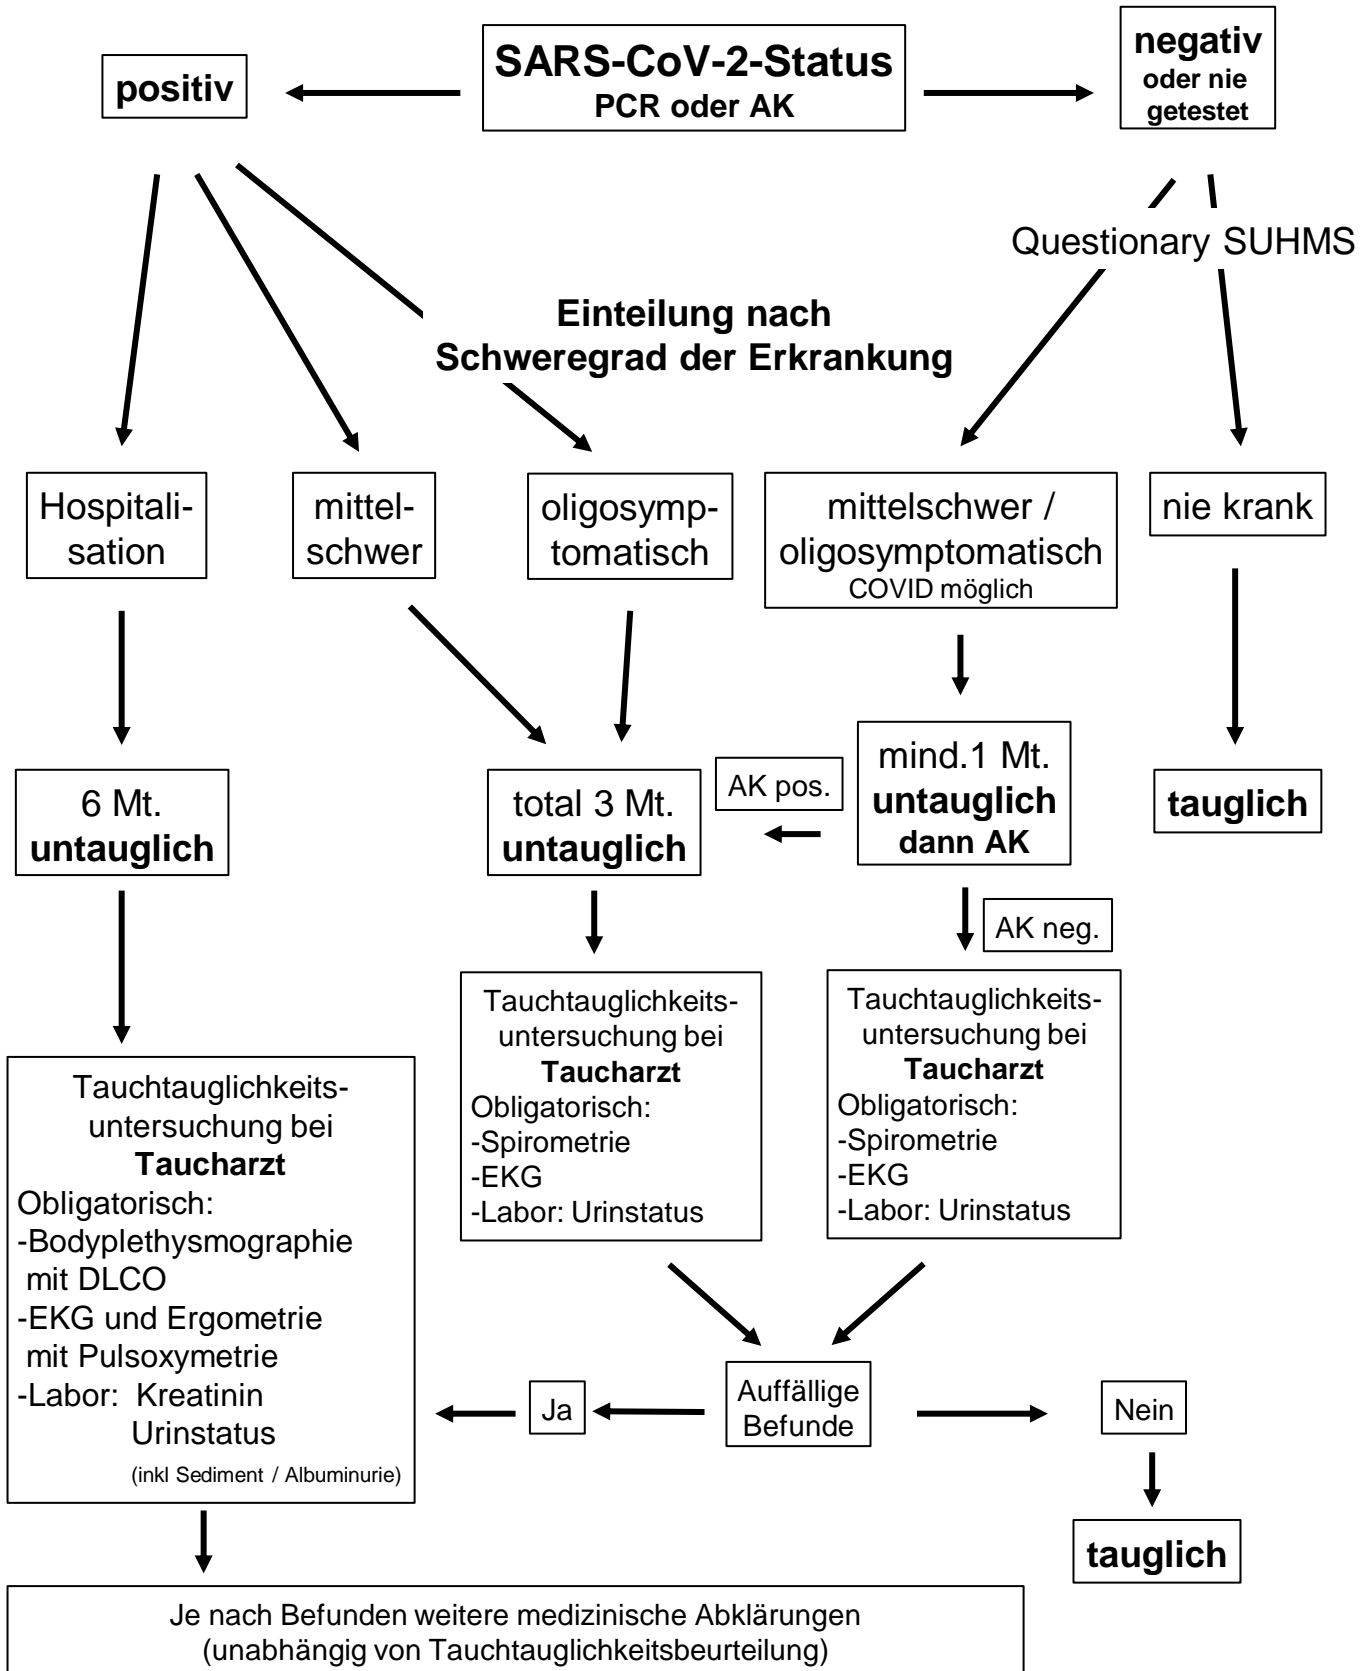 SARS-CoV-2-Status
PCR oder AK
positiv
negativ
oder nie
getestet
Questionary SUHMS
Einteilung nach
Schweregrad der Erkrankung
Hospitali-
sation
mittel-
schwer
oligosymp-
tomatisch
mittelschwer /
oligosymptomatisch
COVID möglich
nie krank
6 Mt.
untauglich
total 3 Mt.
untauglich
AK pos.
mind.1 Mt.
untauglich
dann AK
tauglich
AK neg.
Tauchtauglichkeits-
untersuchung bei
Taucharzt
Obligatorisch:
-Bodyplethysmographie
mit DLCO
-EKG und Ergometrie
mit Pulsoxymetrie
-Labor: Kreatinin
Urinstatus
(inkl Sediment / Albuminurie)
Tauchtauglichkeits-
untersuchung bei
Taucharzt
Obligatorisch:
-Spirometrie
-EKG
-Labor: Urinstatus
Tauchtauglichkeits-
untersuchung bei
Taucharzt
Obligatorisch:
-Spirometrie
-EKG
-Labor: Urinstatus
Ja
Auffällige
Befunde
Nein
tauglich
Je nach Befunden weitere medizinische Abklärungen
(unabhängig von Tauchtauglichkeitsbeurteilung)